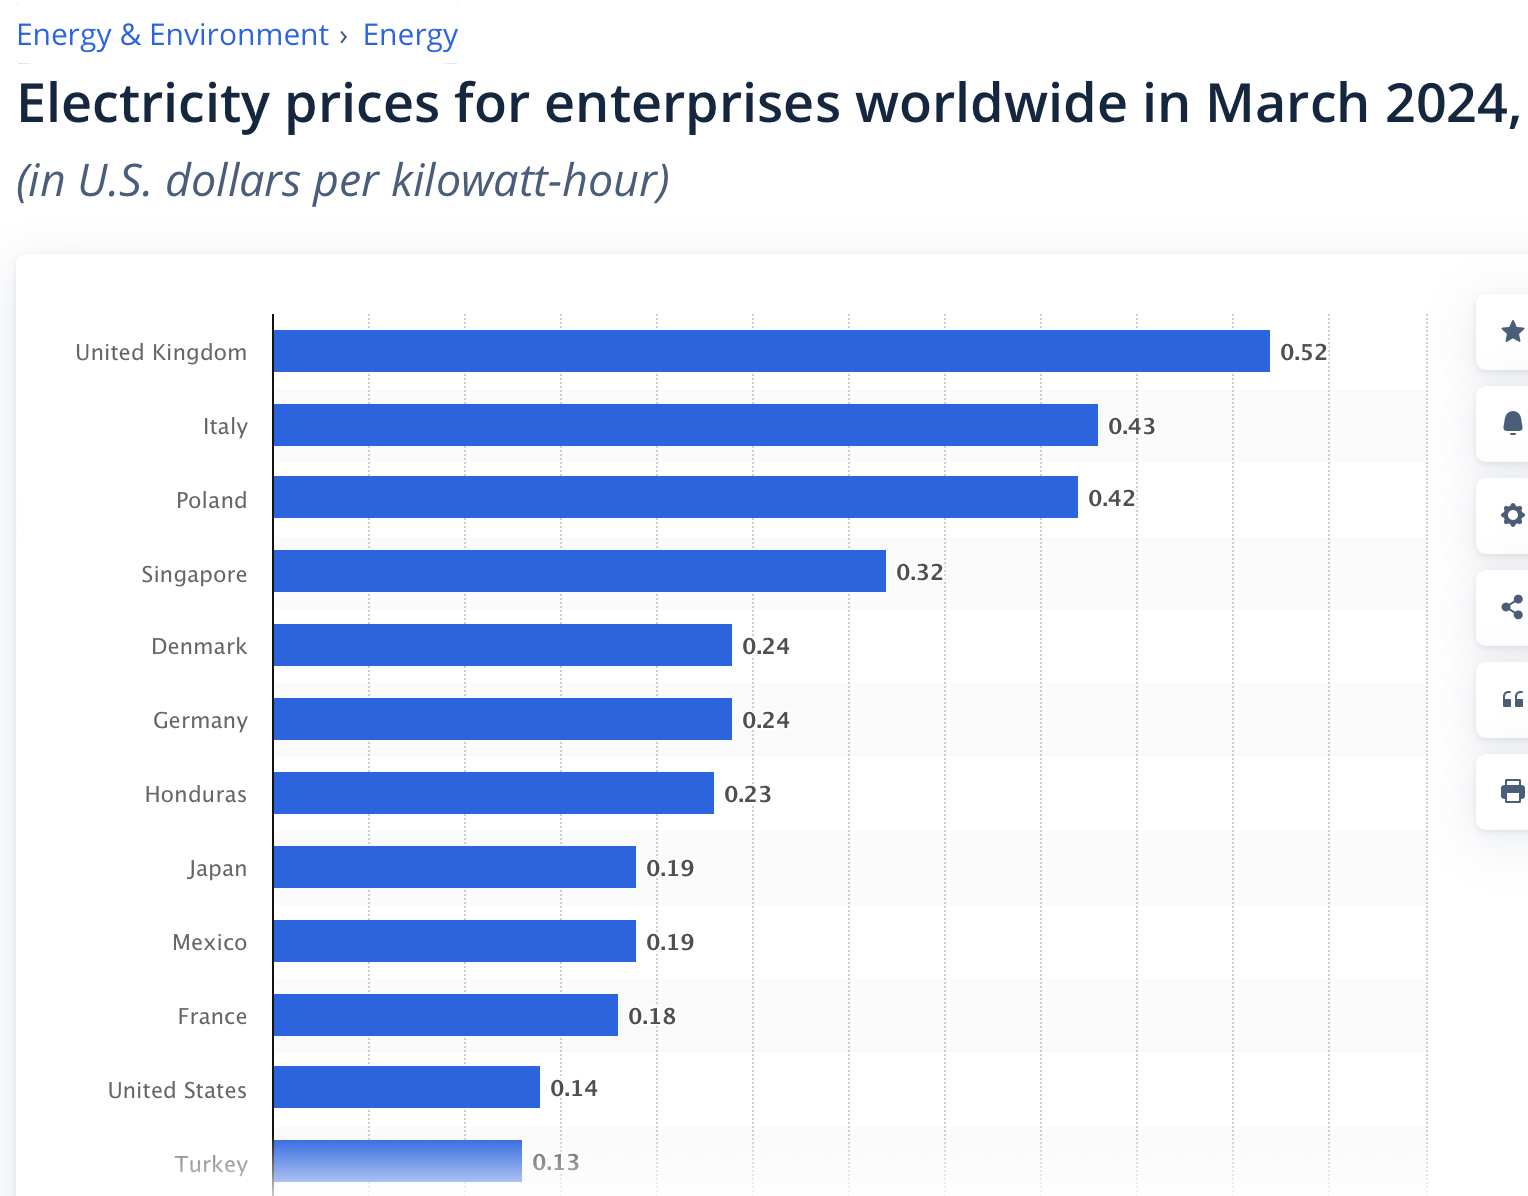 Energy & Environment › Energy
Electricity prices for enterprises worldwide in March 2024,
(in U.S. dollars per kilowatt-hour)
United Kingdom 0.52
Italy 0.43
Poland 0.42
Singapore 0.32
Denmark 0.24
Germany 0.24
Honduras 0.23
Japan 0.19
Mexico 0.19
France 0.18
United States 0.14
Turkey 0.13